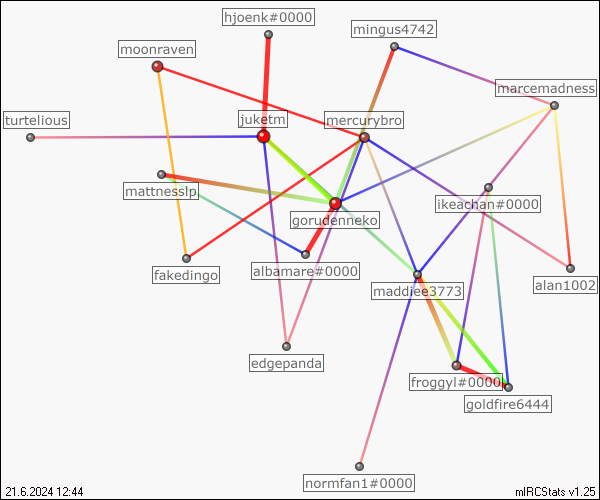 hjoenk#0000
mingus4742
moonraven
marcemadness
turtelious
juketm
mercurybro
mattnesslp
ikeachan#0000
gorudenneko
fakedingo
albamare#0000
alan1002
maddiee3773
edgepanda
froggyl#0000
goldfire6444
normfan1#0000
21.6.2024 12:44
mIRCStats v1.25